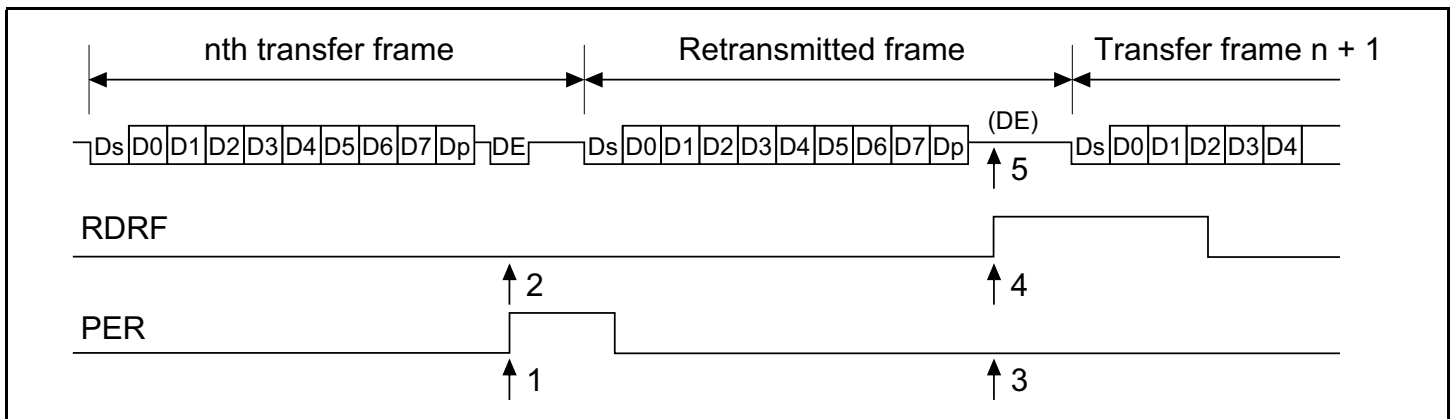 nth transfer frame Retransmitted frame Transfer frame n + 1
(DE)
Ds D0 D1 D2 D3 D4 D5 D6 D7 Dp DE Ds D0 D1 D2 D3 D4 D5 D6 D7 Dp Ds D0 D1 D2 D3 D4
5
RDRF
2 4
PER
1 3